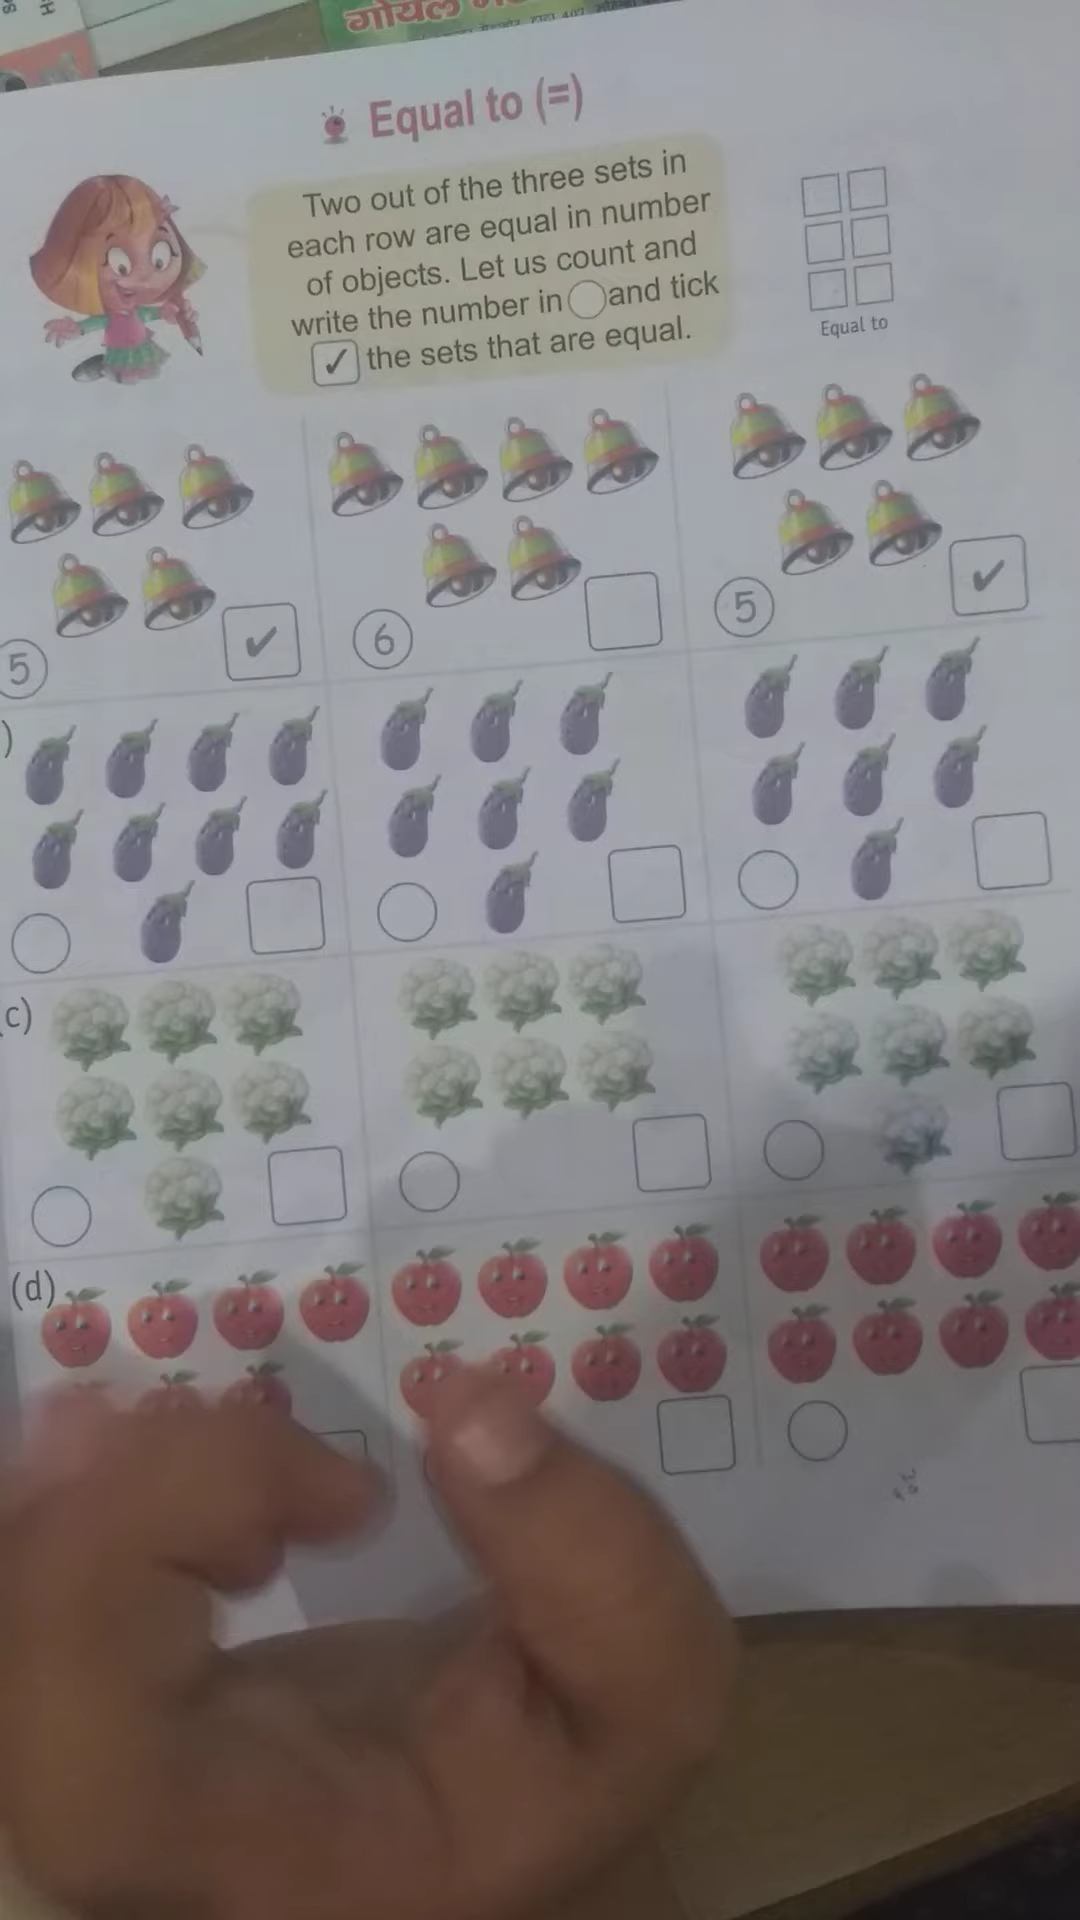 गोयल
Equal to (=)
Two out of the three sets in
each row are equal in number
of objects. Let us count and
write the number in and tick
✓ the sets that are equal.
Equal to
5 ✓ 6 5 ✓
)
c)
(d)